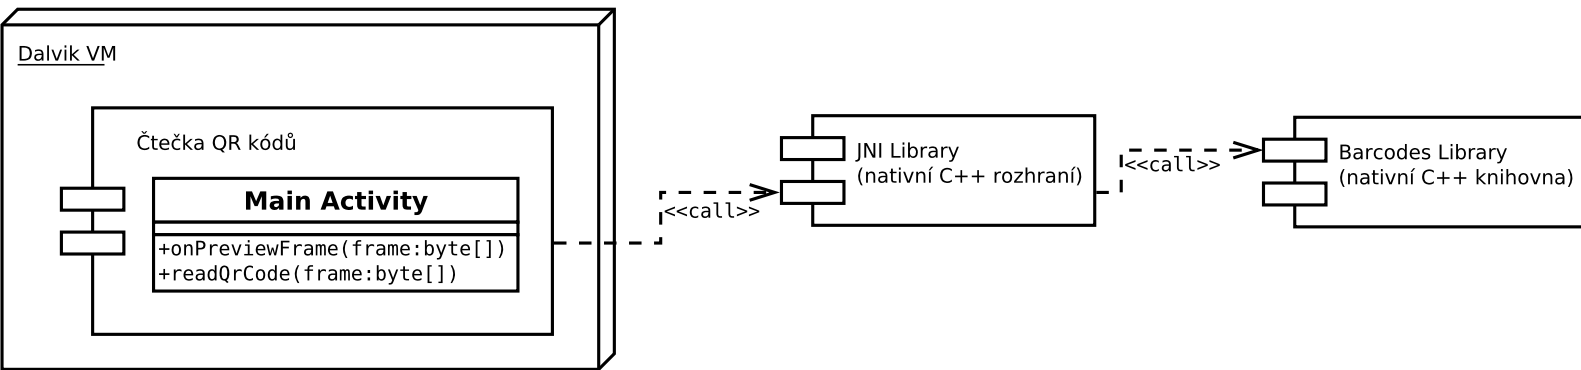 Dalvik VM
Čtečka QR kódů
Main Activity
+onPreviewFrame(frame:byte[])
+readQrCode(frame:byte[])
<<call>>
JNI Library
(nativní C++ rozhraní)
<<call>>
Barcodes Library
(nativní C++ knihovna)